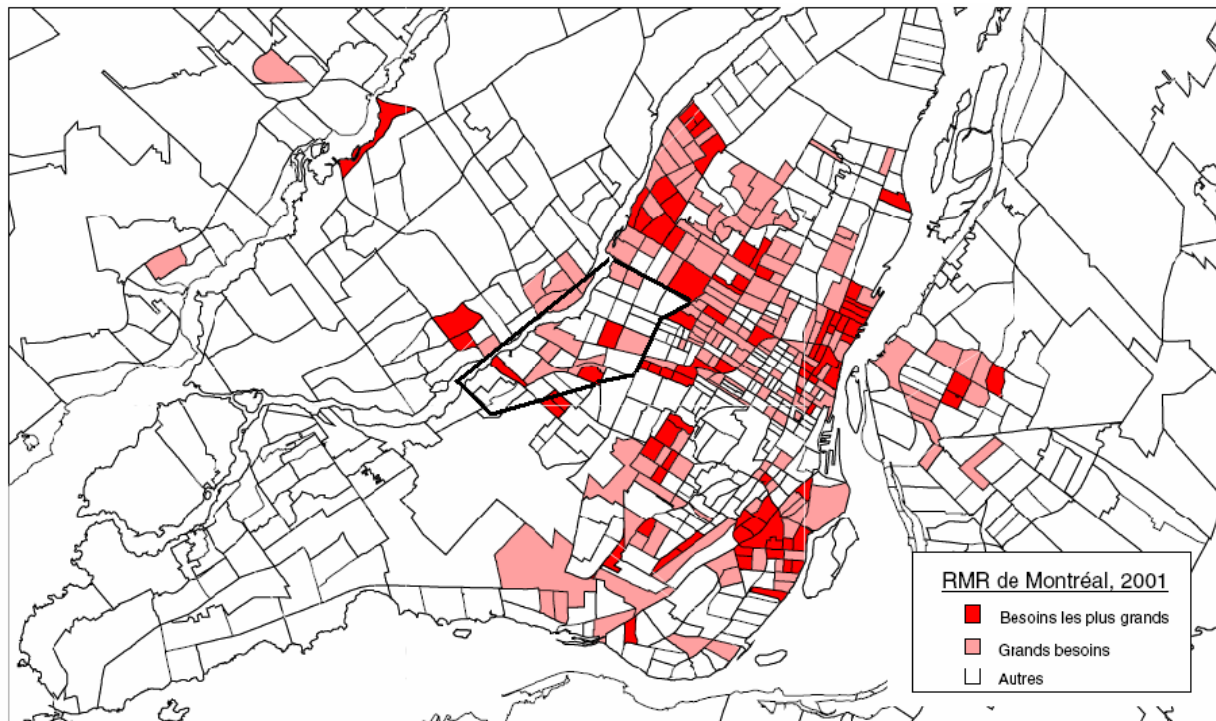 RMR de Montréal, 2001
Besoins les plus grands
Grands besoins
Autres